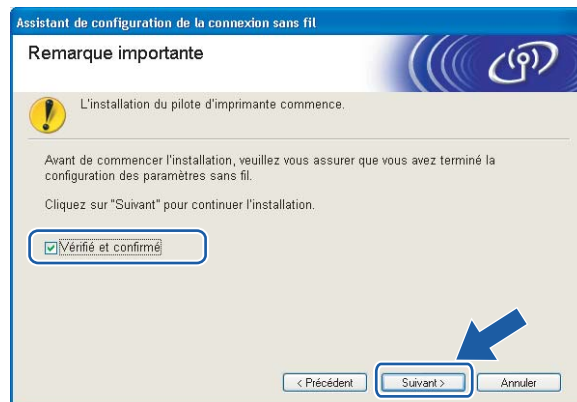 Assistant de configuration de la connexion sans fil
Remarque importante
L'installation du pilote d'imprimante commence.
Avant de commencer l'installation, veuillez vous assurer que vous avez terminé la
configuration des paramètres sans fil.
Cliquez sur "Suivant" pour continuer l'installation.
Vérifié et confirmé
< Précédent Suivant > Annuler